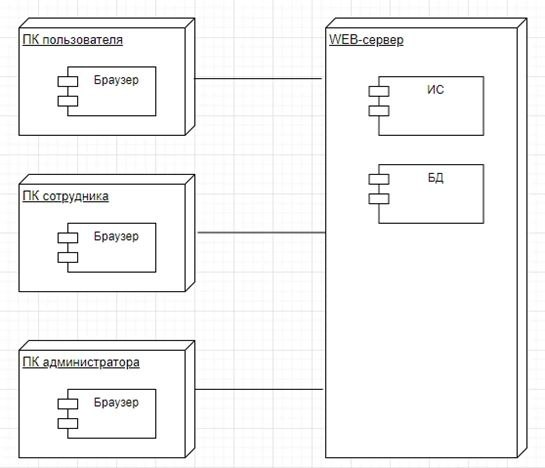 ПК пользователя
Браузер
WEB-сервер
ИС
БД
ПК сотрудника
Браузер
ПК администратора
Браузер